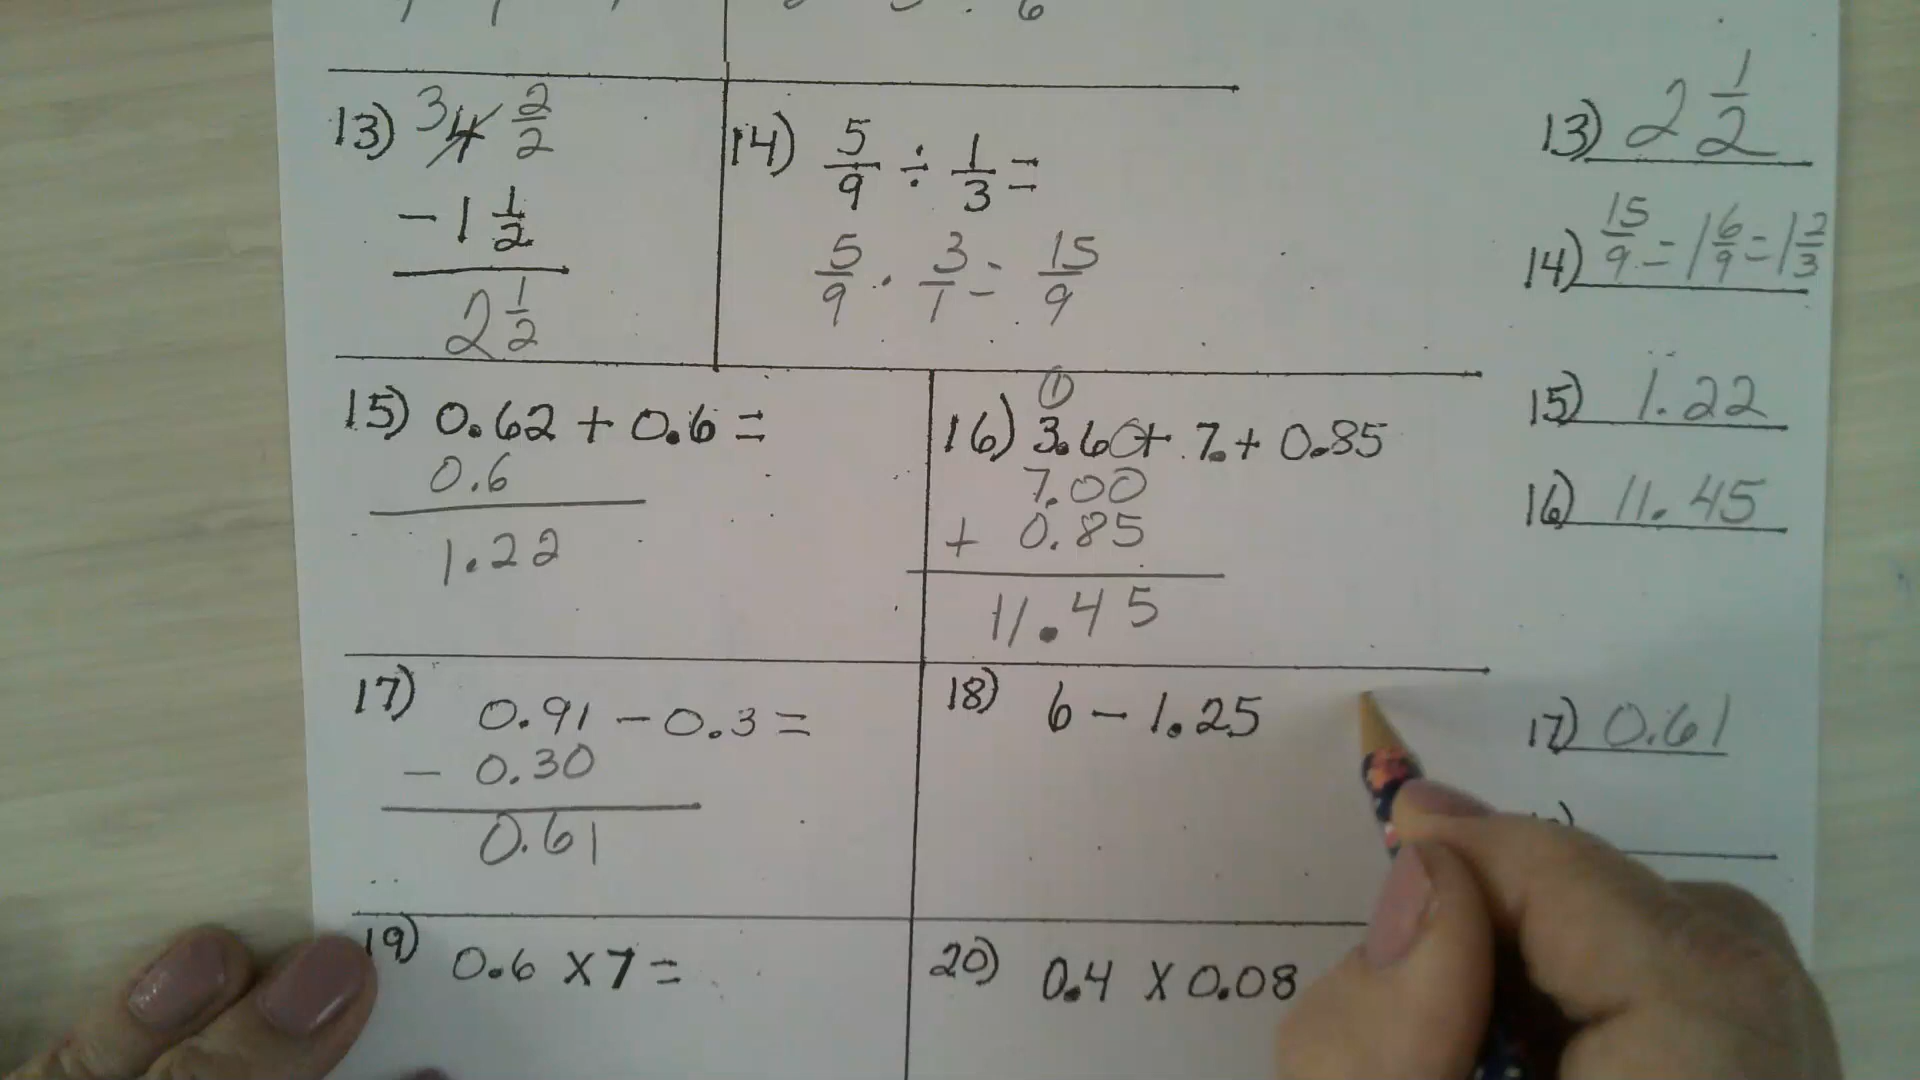 13) 3 4 2/2
- 1 1/2
2 1/2
14) 5/9 ÷ 1/3 =
5/9 · 3/1 = 15/9
15) 0.62 + 0.6 =
0.6
1.22
16) 3.60 + 7. + 0.85
1
7.00
+ 0.85
11.45
17) 0.91 - 0.3 =
- 0.30
0.61
18) 6 - 1.25
19) 0.6 x 7 =
20) 0.4 x 0.08
13) 2 1/2
14) 15/9 = 1 6/9 = 1 2/3
15) 1.22
16) 11.45
17) 0.61